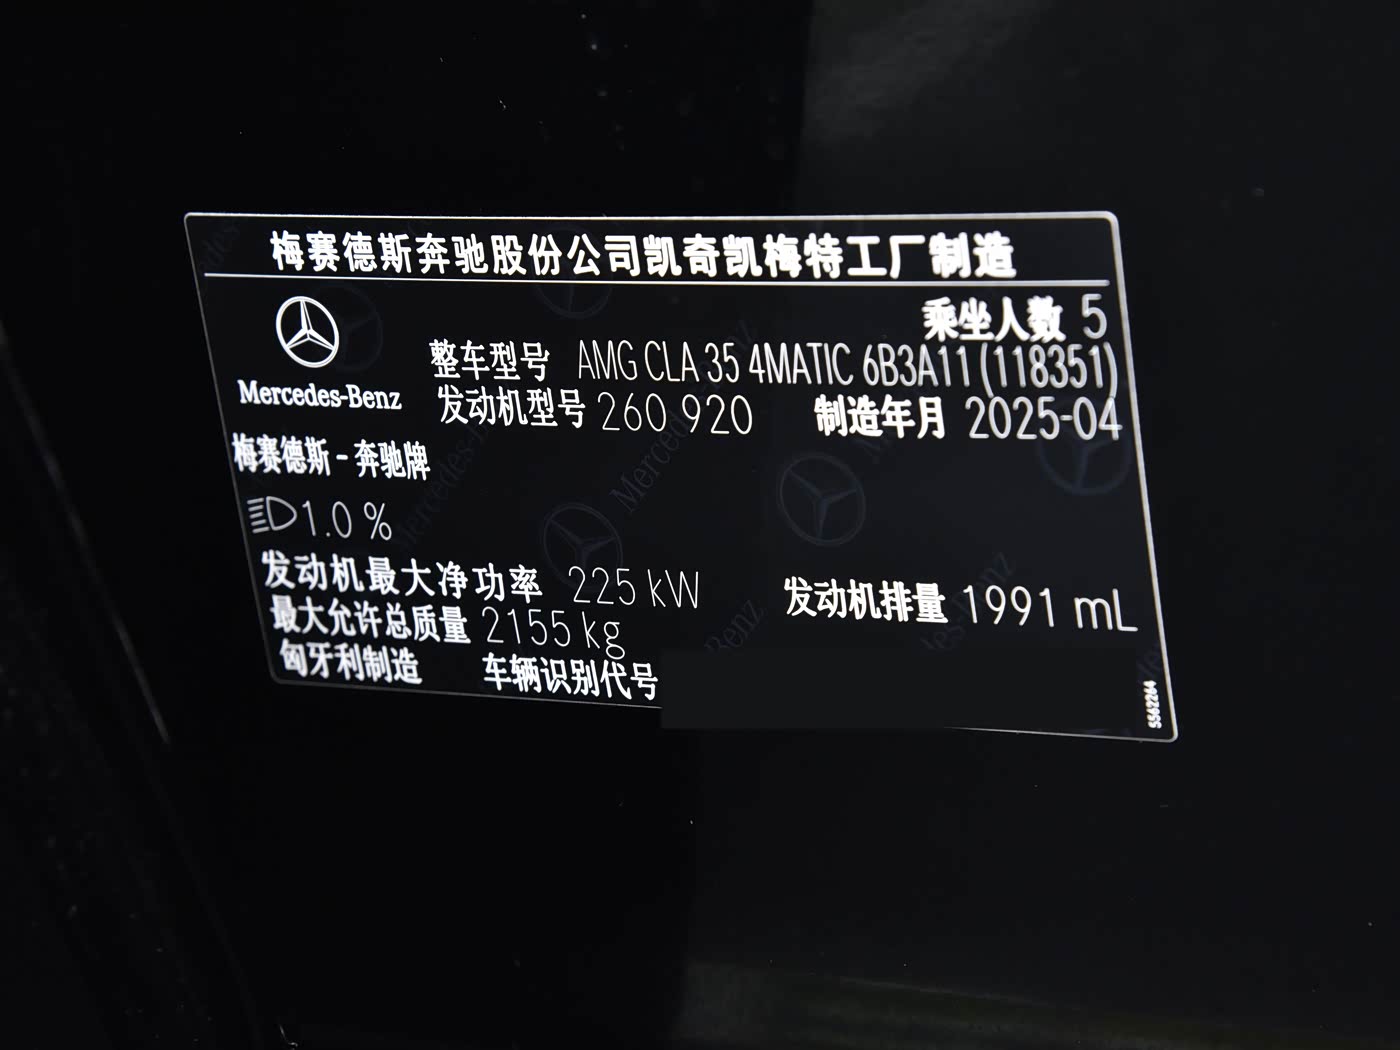 梅赛德斯奔驰股份公司凯奇凯梅特工厂制造
乘坐人数 5
整车型号 AMG CLA 35 4MATIC 6B3A11 (118351)
Mercedes-Benz
发动机型号 260 920 制造年月 2025-04
梅赛德斯-奔驰牌
1.0 %
发动机最大净功率 225 kW 发动机排量 1991 mL
最大允许总质量 2155 kg
匈牙利制造 车辆识别代号
5562264